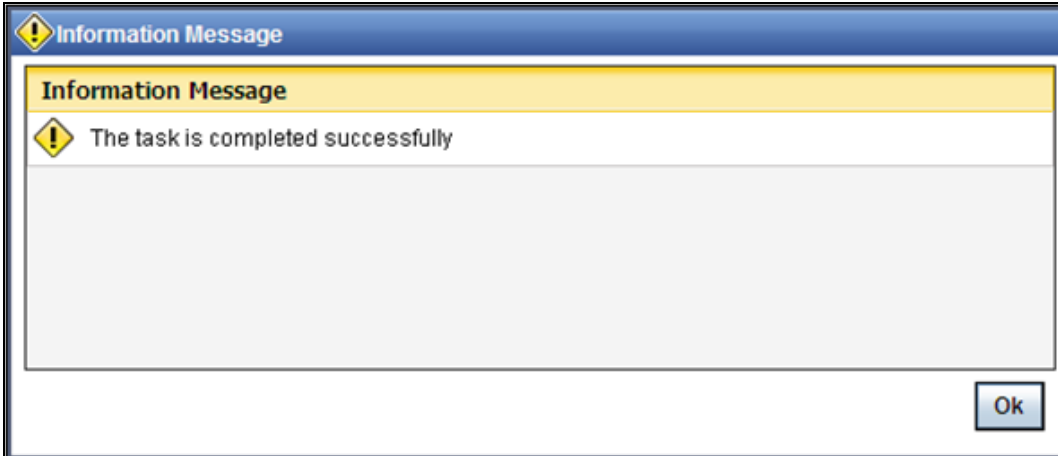 Information Message
Information Message
The task is completed successfully
Ok